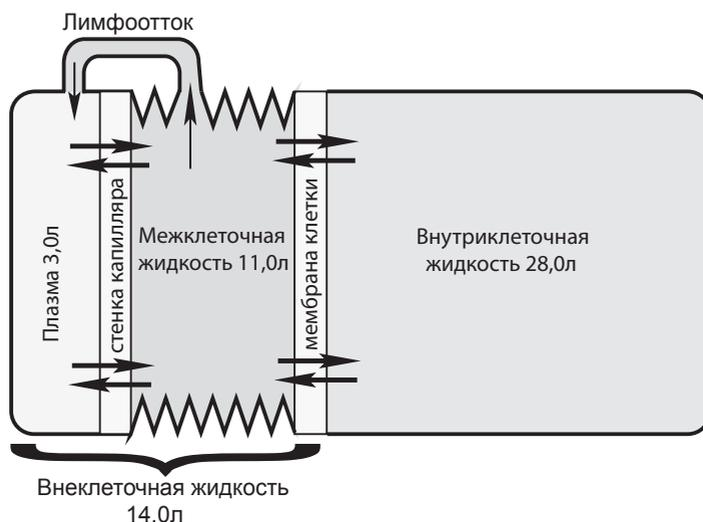 Лимфоотток
Плазма 3,0л
стенка капилляра
Межклеточная
жидкость 11,0л
мембрана клетки
Внутриклеточная
жидкость 28,0л
Внеклеточная жидкость
14,0л